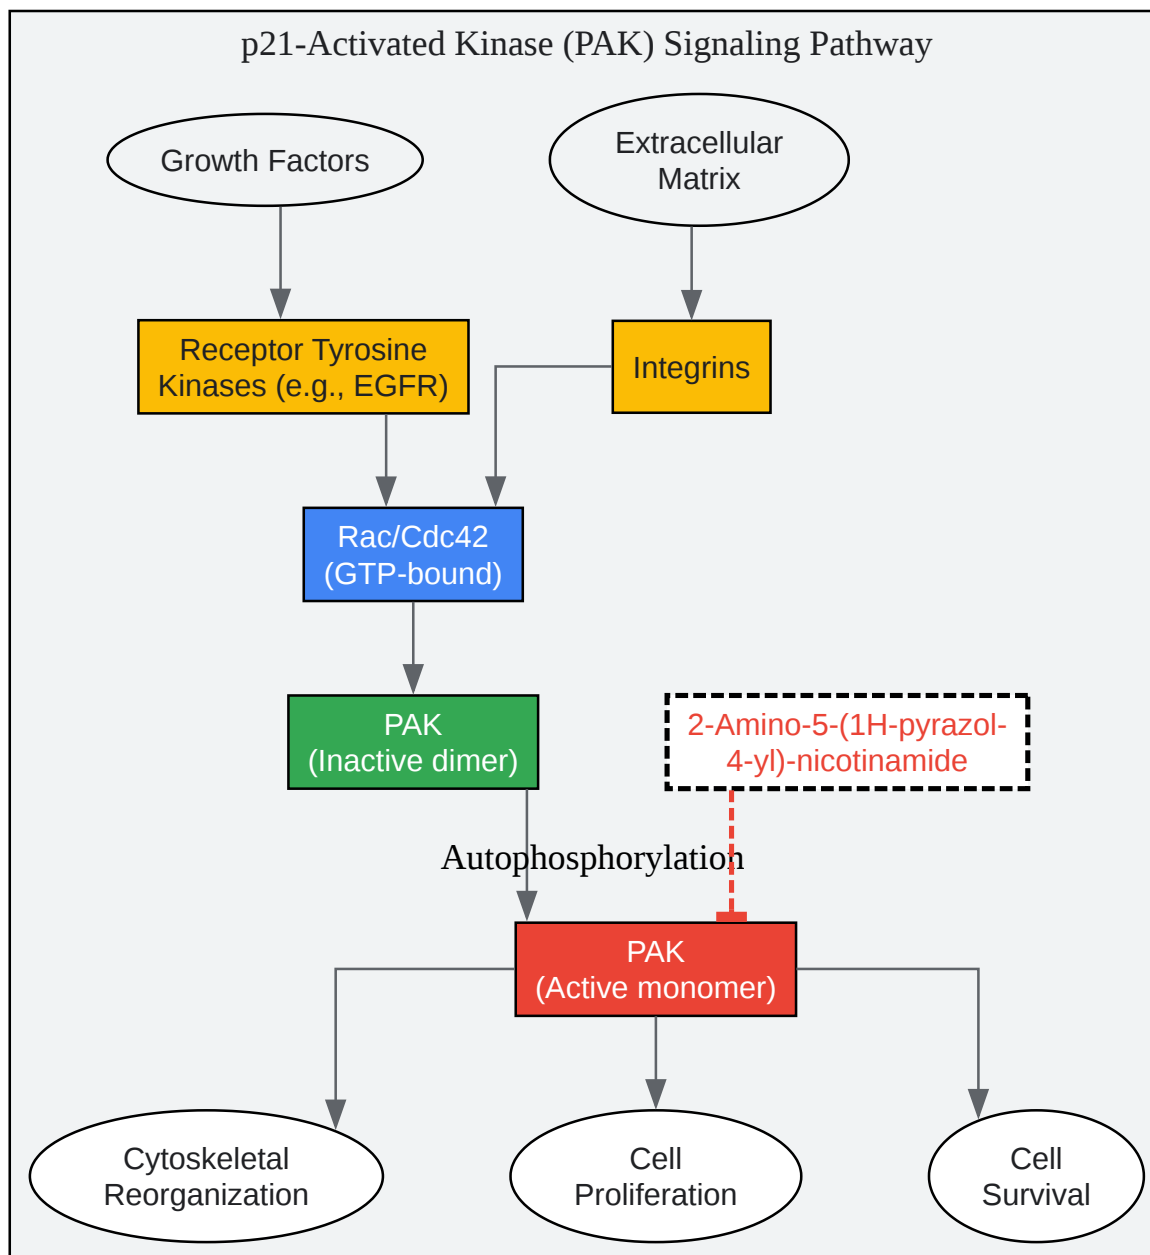 p21-Activated Kinase (PAK) Signaling Pathway
Growth Factors
Extracellular
Matrix
Receptor Tyrosine
Kinases (e.g., EGFR)
Integrins
Rac/Cdc42
(GTP-bound)
PAK
(Inactive dimer)
2-Amino-5-(1H-pyrazol-
4-yl)-nicotinamide
Autophosphorylation
PAK
(Active monomer)
Cytoskeletal
Reorganization
Cell
Proliferation
Cell
Survival